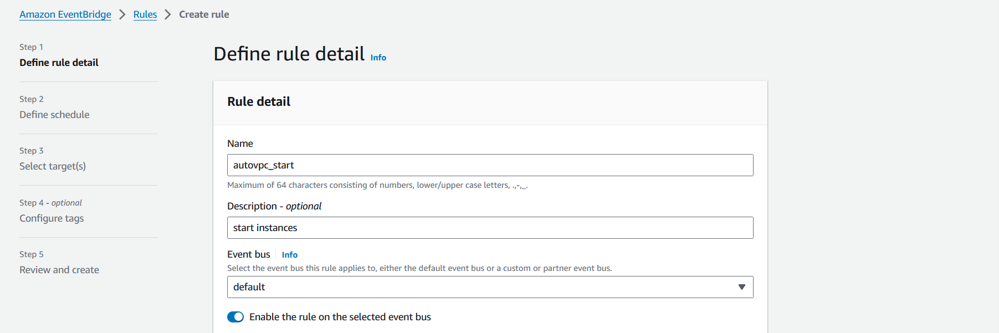 Amazon EventBridge > Rules > Create rule
Step 1
Define rule detail
Step 2
Define schedule
Step 3
Select target(s)
Step 4 - optional
Configure tags
Step 5
Review and create
Define rule detail Info
Rule detail
Name
autovpc_start
Maximum of 64 characters consisting of numbers, lower/upper case letters, .,-,_.
Description - optional
start instances
Event bus Info
Select the event bus this rule applies to, either the default event bus or a custom or partner event bus.
default
Enable the rule on the selected event bus